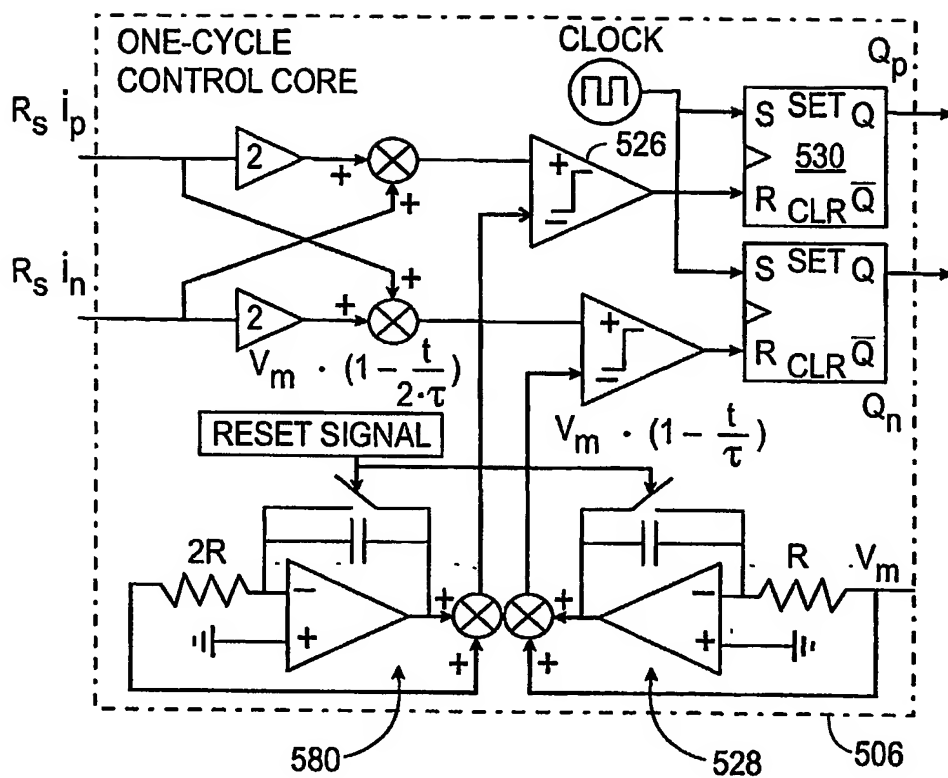 ONE-CYCLE
CONTROL CORE
CLOCK
Q_p
R_s i_p
2
+
+
526
+
−
S SET Q
530
R CLR Q̅
R_s i_n
2
+
+
+
−
S SET Q
R CLR Q̅
Q_n
V_m · (1 - t/2·τ)
V_m · (1 - t/τ)
RESET SIGNAL
2R
R
V_m
−
+
+
+
+
+
−
+
580
528
506